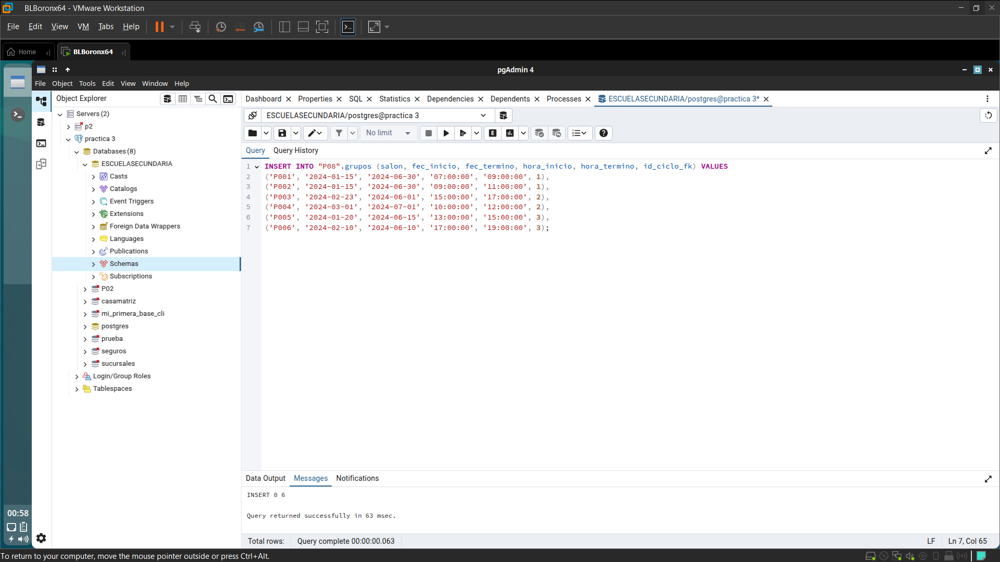 BLBoronx64 - VMware Workstation
File Edit View VM Tabs Help
Home
BLBoronx64
pgAdmin 4
File Object Tools Edit View Window Help
Object Explorer
Dashboard Properties SQL Statistics Dependencies Dependents Processes ESCUELASECUNDARIA/postgres@practica 3*
Servers (2)
p2
practica 3
Databases (8)
ESCUELASECUNDARIA
Casts
Catalogs
Event Triggers
Extensions
Foreign Data Wrappers
Languages
Publications
Schemas
Subscriptions
P02
casamatriz
mi_primera_base_cli
postgres
prueba
seguros
sucursales
Login/Group Roles
Tablespaces
ESCUELASECUNDARIA/postgres@practica 3
No limit
E
Query Query History
1 INSERT INTO "P08".grupos (salon, fec_inicio, fec_termino, hora_inicio, hora_termino, id_ciclo_fk) VALUES
2 ('P001', '2024-01-15', '2024-06-30', '07:00:00', '09:00:00', 1),
3 ('P002', '2024-01-15', '2024-06-30', '09:00:00', '11:00:00', 1),
4 ('P003', '2024-02-23', '2024-06-01', '15:00:00', '17:00:00', 2),
5 ('P004', '2024-03-01', '2024-07-01', '10:00:00', '12:00:00', 2),
6 ('P005', '2024-01-20', '2024-06-15', '13:00:00', '15:00:00', 3),
7 ('P006', '2024-02-10', '2024-06-10', '17:00:00', '19:00:00', 3);
Data Output Messages Notifications
INSERT 0 6
Query returned successfully in 63 msec.
Total rows: Query complete 00:00:00.063 LF Ln 7, Col 65
00:58
To return to your computer, move the mouse pointer outside or press Ctrl+Alt.